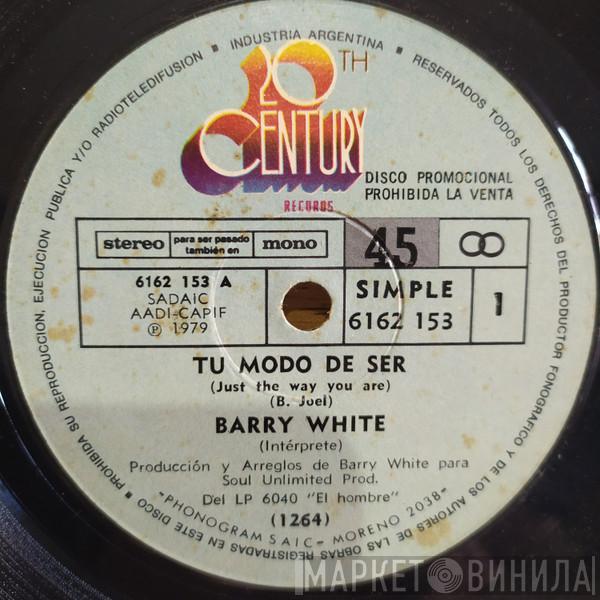 INDUSTRIA ARGENTINA ▪ RESERVADOS TODOS LOS DERECHOS DEL PRODUCTOR FONOGRAFICO Y DE LOS AUTORES DE LAS OBRAS REGISTRADAS EN ESTE DISCO ▪ PROHIBIDA SU REPRODUCCION, EJECUCION PUBLICA Y/O RADIOTELEDIFUSION ▪
20TH
CENTURY
RECORDS
DISCO PROMOCIONAL
PROHIBIDA LA VENTA
stereo para ser pasado también en mono
45
6162 153 A
SADAIC
AADI-CAPIF
Ⓟ 1979
SIMPLE
6162 153
1
TU MODO DE SER
(Just the way you are)
(B. Joel)
BARRY WHITE
(Intérprete)
Producción y Arreglos de Barry White para
Soul Unlimited Prod.
Del LP 6040 "El hombre"
(1264)
-PHONOGRAM SAIC- MORENO 2038-
МАРКЕТ ВИНИЛА